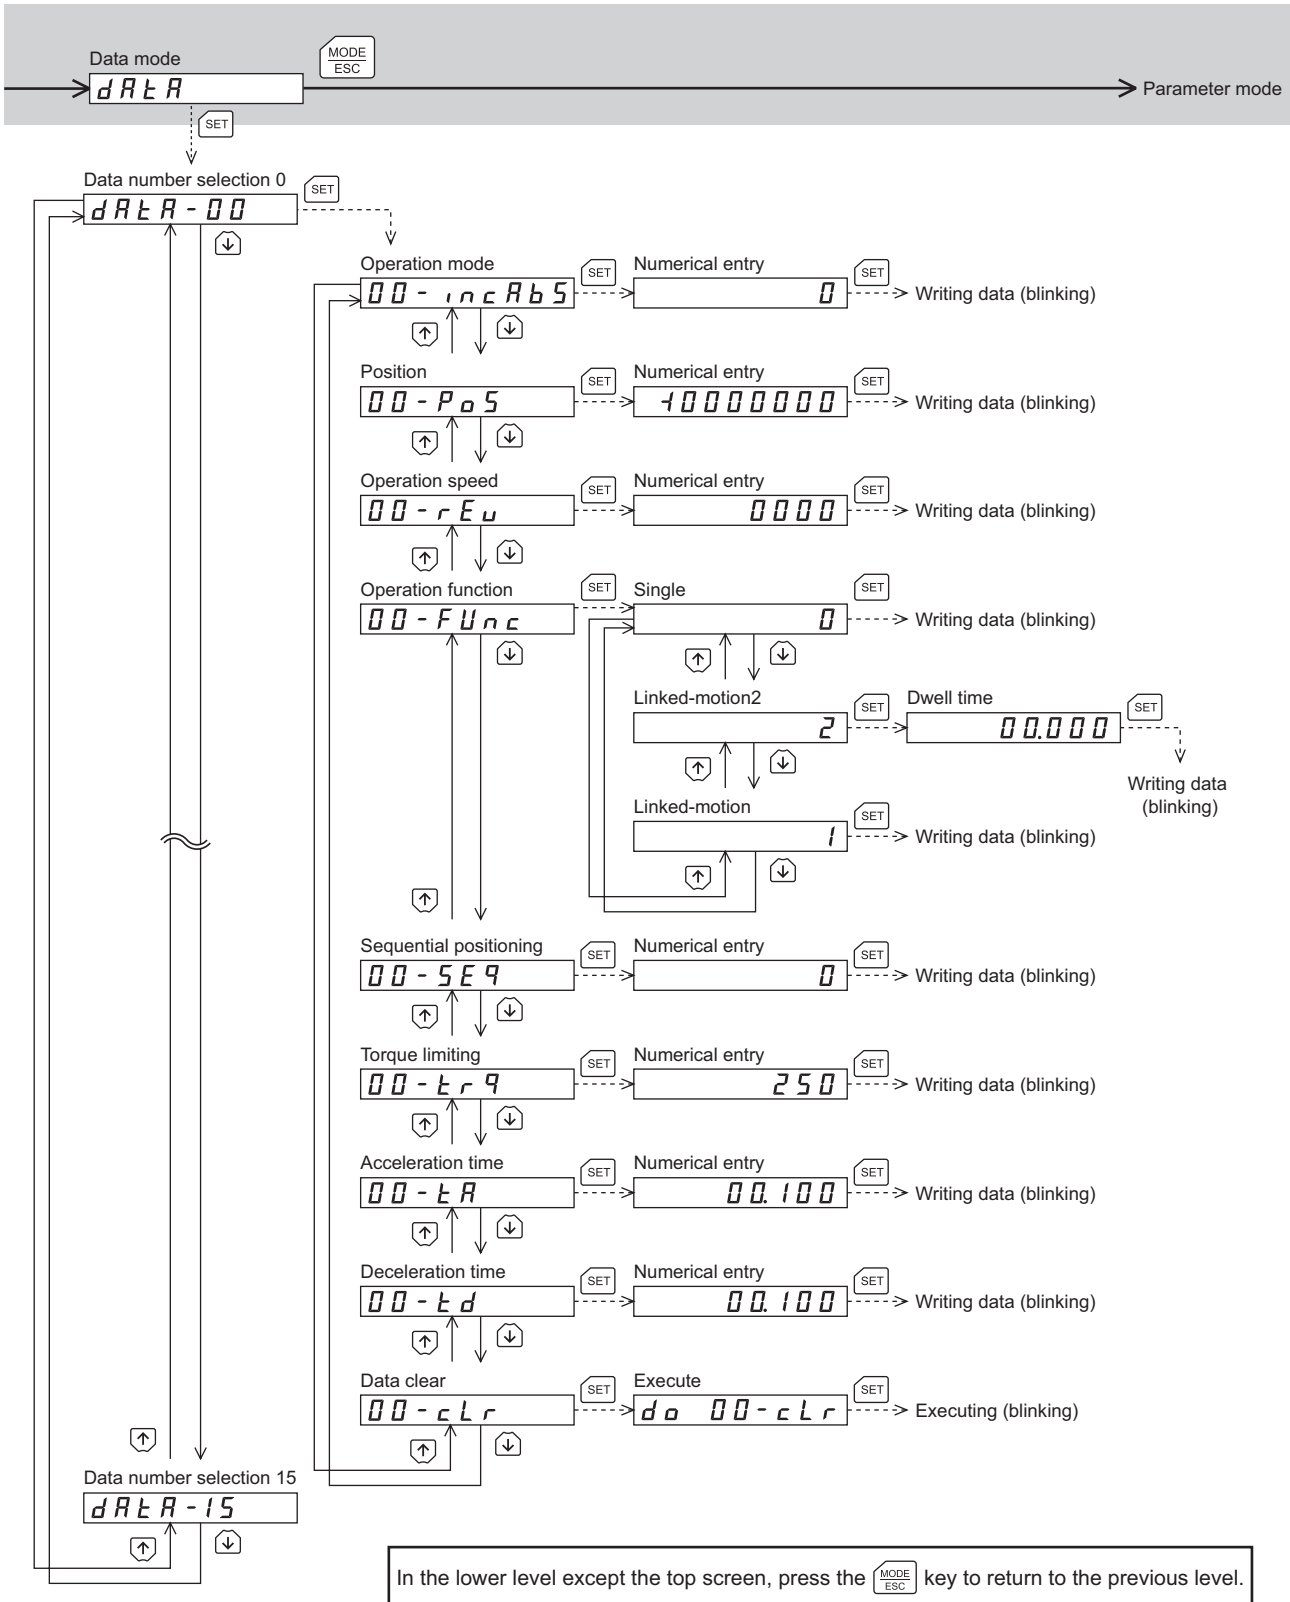 Data mode
MODE
ESC
dAtA
Parameter mode
SET
Data number selection 0
SET
dAtA-00
↓
Operation mode
SET
Numerical entry
SET
00-incAbS
0
Writing data (blinking)
↑ ↓
Position
SET
Numerical entry
SET
00-PoS
+0000000
Writing data (blinking)
↑ ↓
Operation speed
SET
Numerical entry
SET
00-rEv
0000
Writing data (blinking)
↑ ↓
Operation function
SET
Single
SET
00-FUnc
0
Writing data (blinking)
↓
↑ ↓
Linked-motion2
SET
Dwell time
SET
2
00.000
↑ ↓
Writing data
(blinking)
Linked-motion
SET
1
Writing data (blinking)
↑ ↓
↑
Sequential positioning
SET
Numerical entry
SET
00-SEq
0
Writing data (blinking)
↑ ↓
Torque limiting
SET
Numerical entry
SET
00-trq
250
Writing data (blinking)
↑ ↓
Acceleration time
SET
Numerical entry
SET
00-tA
00.100
Writing data (blinking)
↑ ↓
Deceleration time
SET
Numerical entry
SET
00-td
00.100
Writing data (blinking)
↑ ↓
Data clear
SET
Execute
SET
00-cLr
do 00-cLr
Executing (blinking)
↑ ↓
↑
Data number selection 15
dAtA-15
↑ ↓
In the lower level except the top screen, press the MODE ESC key to return to the previous level.